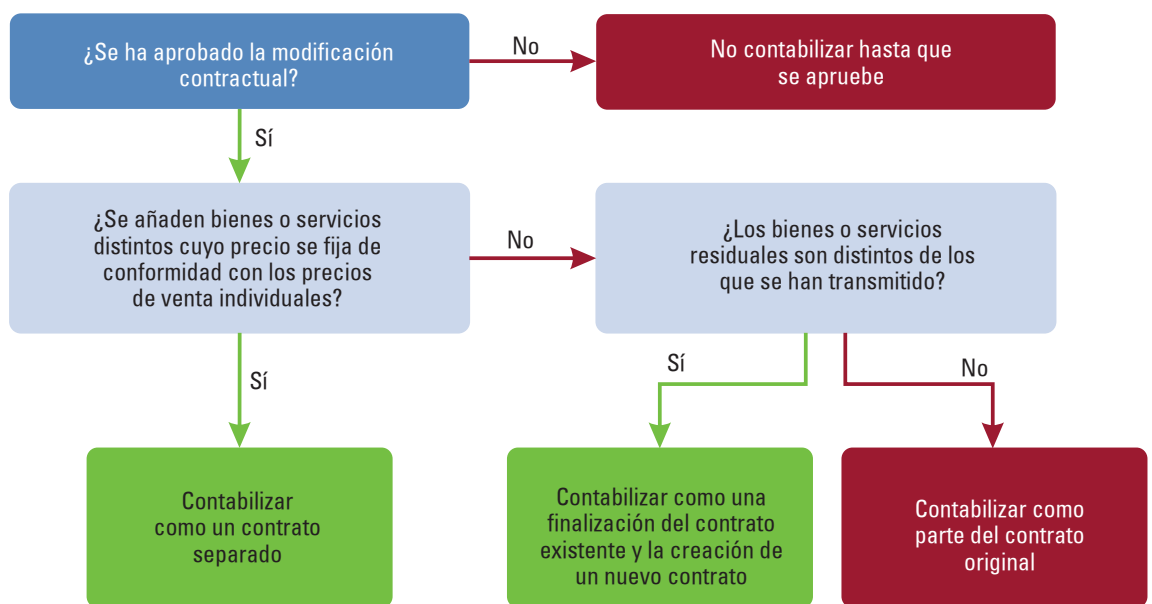 ¿Se ha aprobado la modificación
contractual?
No
No contabilizar hasta que
se apruebe
Sí
¿Se añaden bienes o servicios
distintos cuyo precio se fija de
conformidad con los precios
de venta individuales?
No
¿Los bienes o servicios
residuales son distintos de los
que se han transmitido?
Sí
Sí
No
Contabilizar
como un contrato
separado
Contabilizar como una
finalización del contrato
existente y la creación de
un nuevo contrato
Contabilizar como
parte del contrato
original